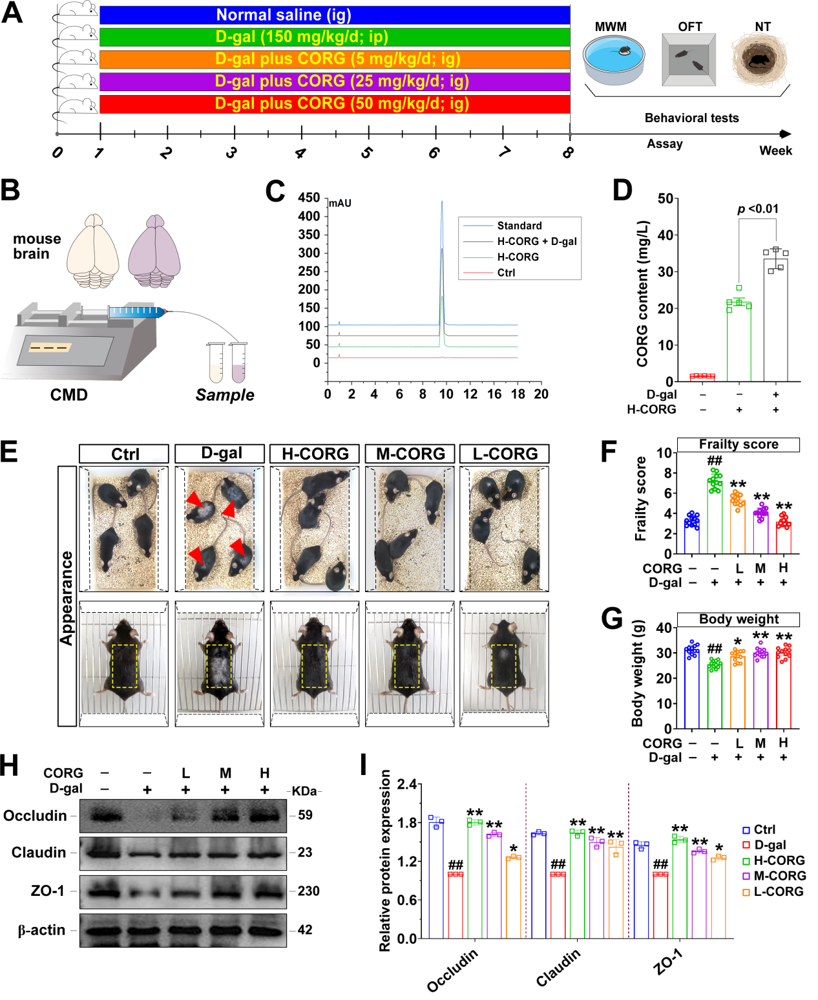 A
Normal saline (ig)
D-gal (150 mg/kg/d; ip)
D-gal plus CORG (5 mg/kg/d; ig)
D-gal plus CORG (25 mg/kg/d; ig)
D-gal plus CORG (50 mg/kg/d; ig)
MWM OFT NT
Behavioral tests
Assay
Week
0 1 2 3 4 5 6 7 8
B
mouse
brain
CMD
Sample
C
mAU
450
400
350
300
250
200
150
100
50
0
0 2 4 6 8 10 12 14 16 18 20
Standard
H-CORG + D-gal
H-CORG
Ctrl
D
CORG content (mg/L)
50
40
30
20
10
0
p <0.01
D-gal – – +
H-CORG – + +
E
Ctrl D-gal H-CORG M-CORG L-CORG
Appearance
F
Frailty score
Frailty score
10
8
6
4
2
0
##
**
**
**
CORG – – L M H
D-gal – + + + +
G
Body weight
Body weight (g)
40
30
20
10
0
##
*
**
**
CORG – – L M H
D-gal – + + + +
H
CORG – – L M H
D-gal – + + + +
KDa
Occludin 59
Claudin 23
ZO-1 230
β-actin 42
I
Relative protein expression
2.4
1.8
1.2
0.6
0.0
## ** ** *
## ** ** **
## ** ** *
Occludin
Claudin
ZO-1
Ctrl
D-gal
H-CORG
M-CORG
L-CORG